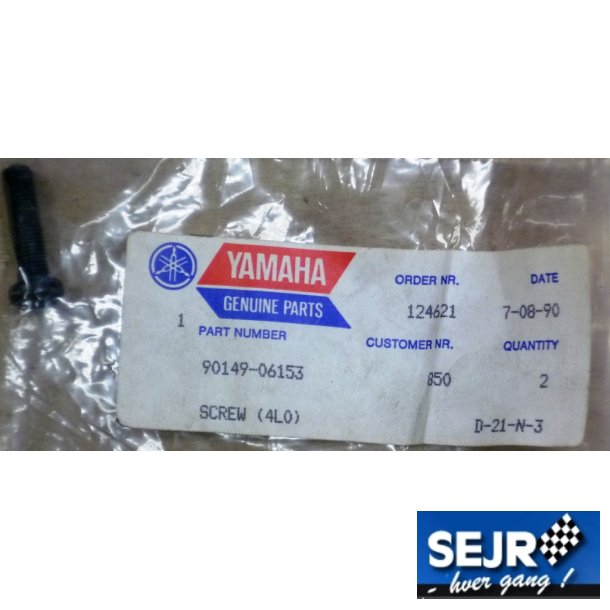 YAMAHA
GENUINE PARTS
ORDER NR. DATE
124621 7-08-90
1
PART NUMBER
CUSTOMER NR. QUANTITY
90149-06153
850 2
SCREW (4L0)
D-21-N-3
SEJR
- hver gang !